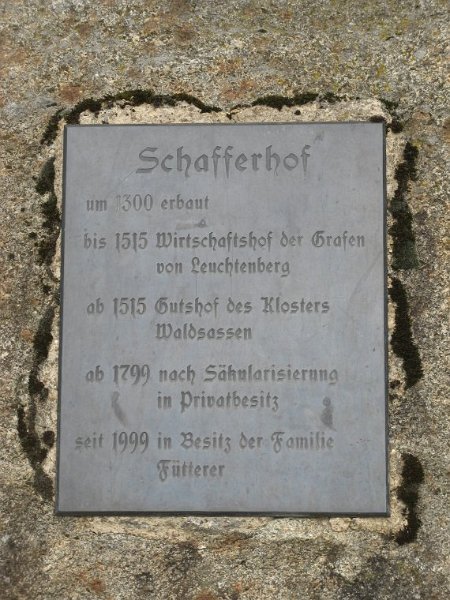 Schafferhof
um 1300 erbaut
bis 1515 Wirtschaftshof der Grafen
von Leuchtenberg
ab 1515 Gutshof des Klosters
Waldsassen
ab 1799 nach Säkularisierung
in Privatbesitz
seit 1999 in Besitz der Familie
Fütterer